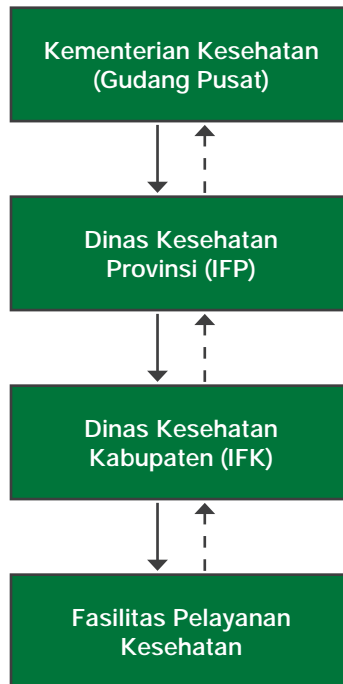 Kementerian Kesehatan
(Gudang Pusat)
Dinas Kesehatan
Provinsi (IFP)
Dinas Kesehatan
Kabupaten (IFK)
Fasilitas Pelayanan
Kesehatan